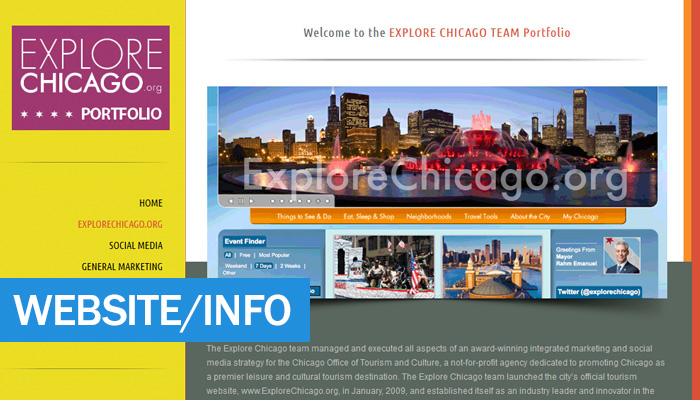 EXPLORE
CHICAGO.org
**** PORTFOLIO
HOME
EXPLORECHICAGO.ORG
SOCIAL MEDIA
GENERAL MARKETING
WEBSITE/INFO
Welcome to the EXPLORE CHICAGO TEAM Portfolio
ExploreChicago.org
Things to See & Do Eat, Sleep & Shop Neighborhoods Travel Tools About the City My Chicago
Event Finder
All | Free | Most Popular
Weekend | 7 Days | 2 Weeks |
Other
Greetings From
Mayor
Rahm Emanuel
Twitter (@explorechicago)
The Explore Chicago team managed and executed all aspects of an award-winning integrated marketing and social
media strategy for the Chicago Office of Tourism and Culture, a not-for-profit agency dedicated to promoting Chicago as
a premier leisure and cultural tourism destination. The Explore Chicago team launched the city's official tourism
website, www.ExploreChicago.org, in January, 2009, and established itself as an industry leader and innovator in the